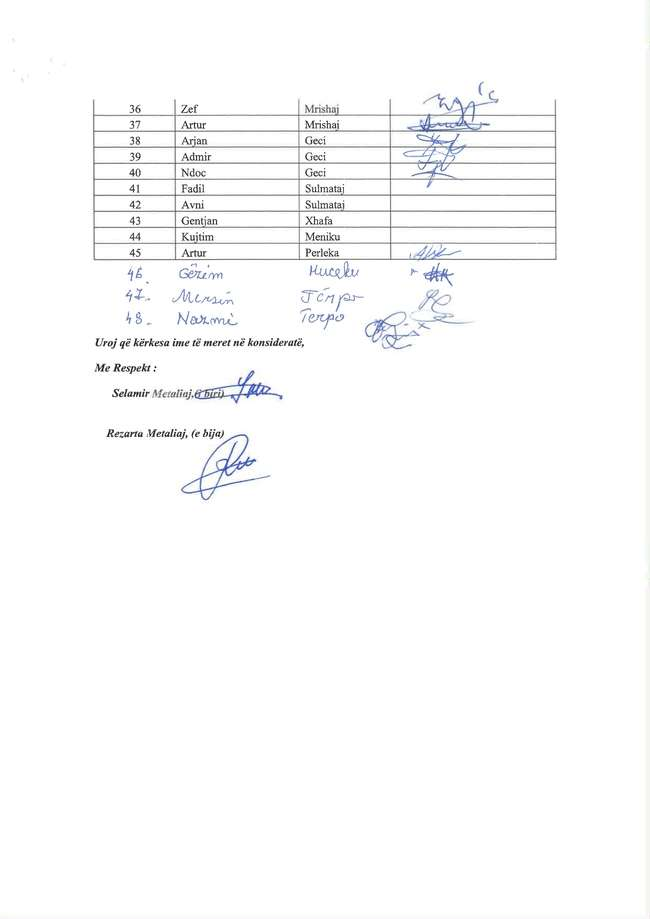 36 Zef Mrishaj
37 Artur Mrishaj
38 Arjan Geci
39 Admir Geci
40 Ndoc Geci
41 Fadil Sulmataj
42 Avni Sulmataj
43 Gentjan Xhafa
44 Kujtim Meniku
45 Artur Perleka
46. Gëzim Huceku
47. Mersin
48. Nazmi Terpo
Uroj që kërkesa ime të meret në konsideratë,
Me Respekt :
Selamir Metaliaj, biri)
Rezarta Metaliaj, (e bija)